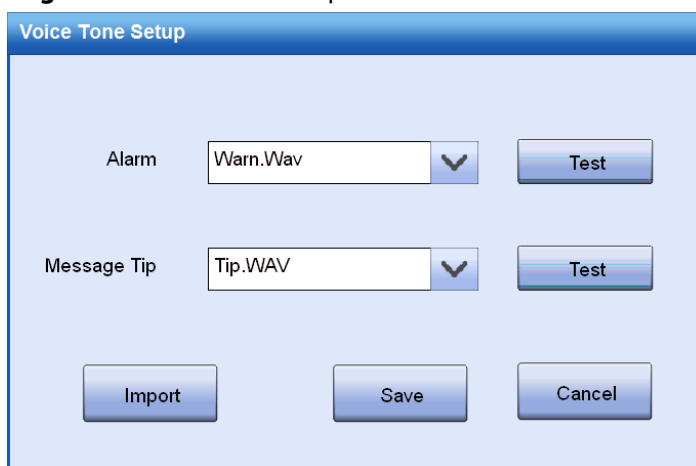 Voice Tone Setup
Alarm Warn.Wav Test
Message Tip Tip.WAV Test
Import Save Cancel